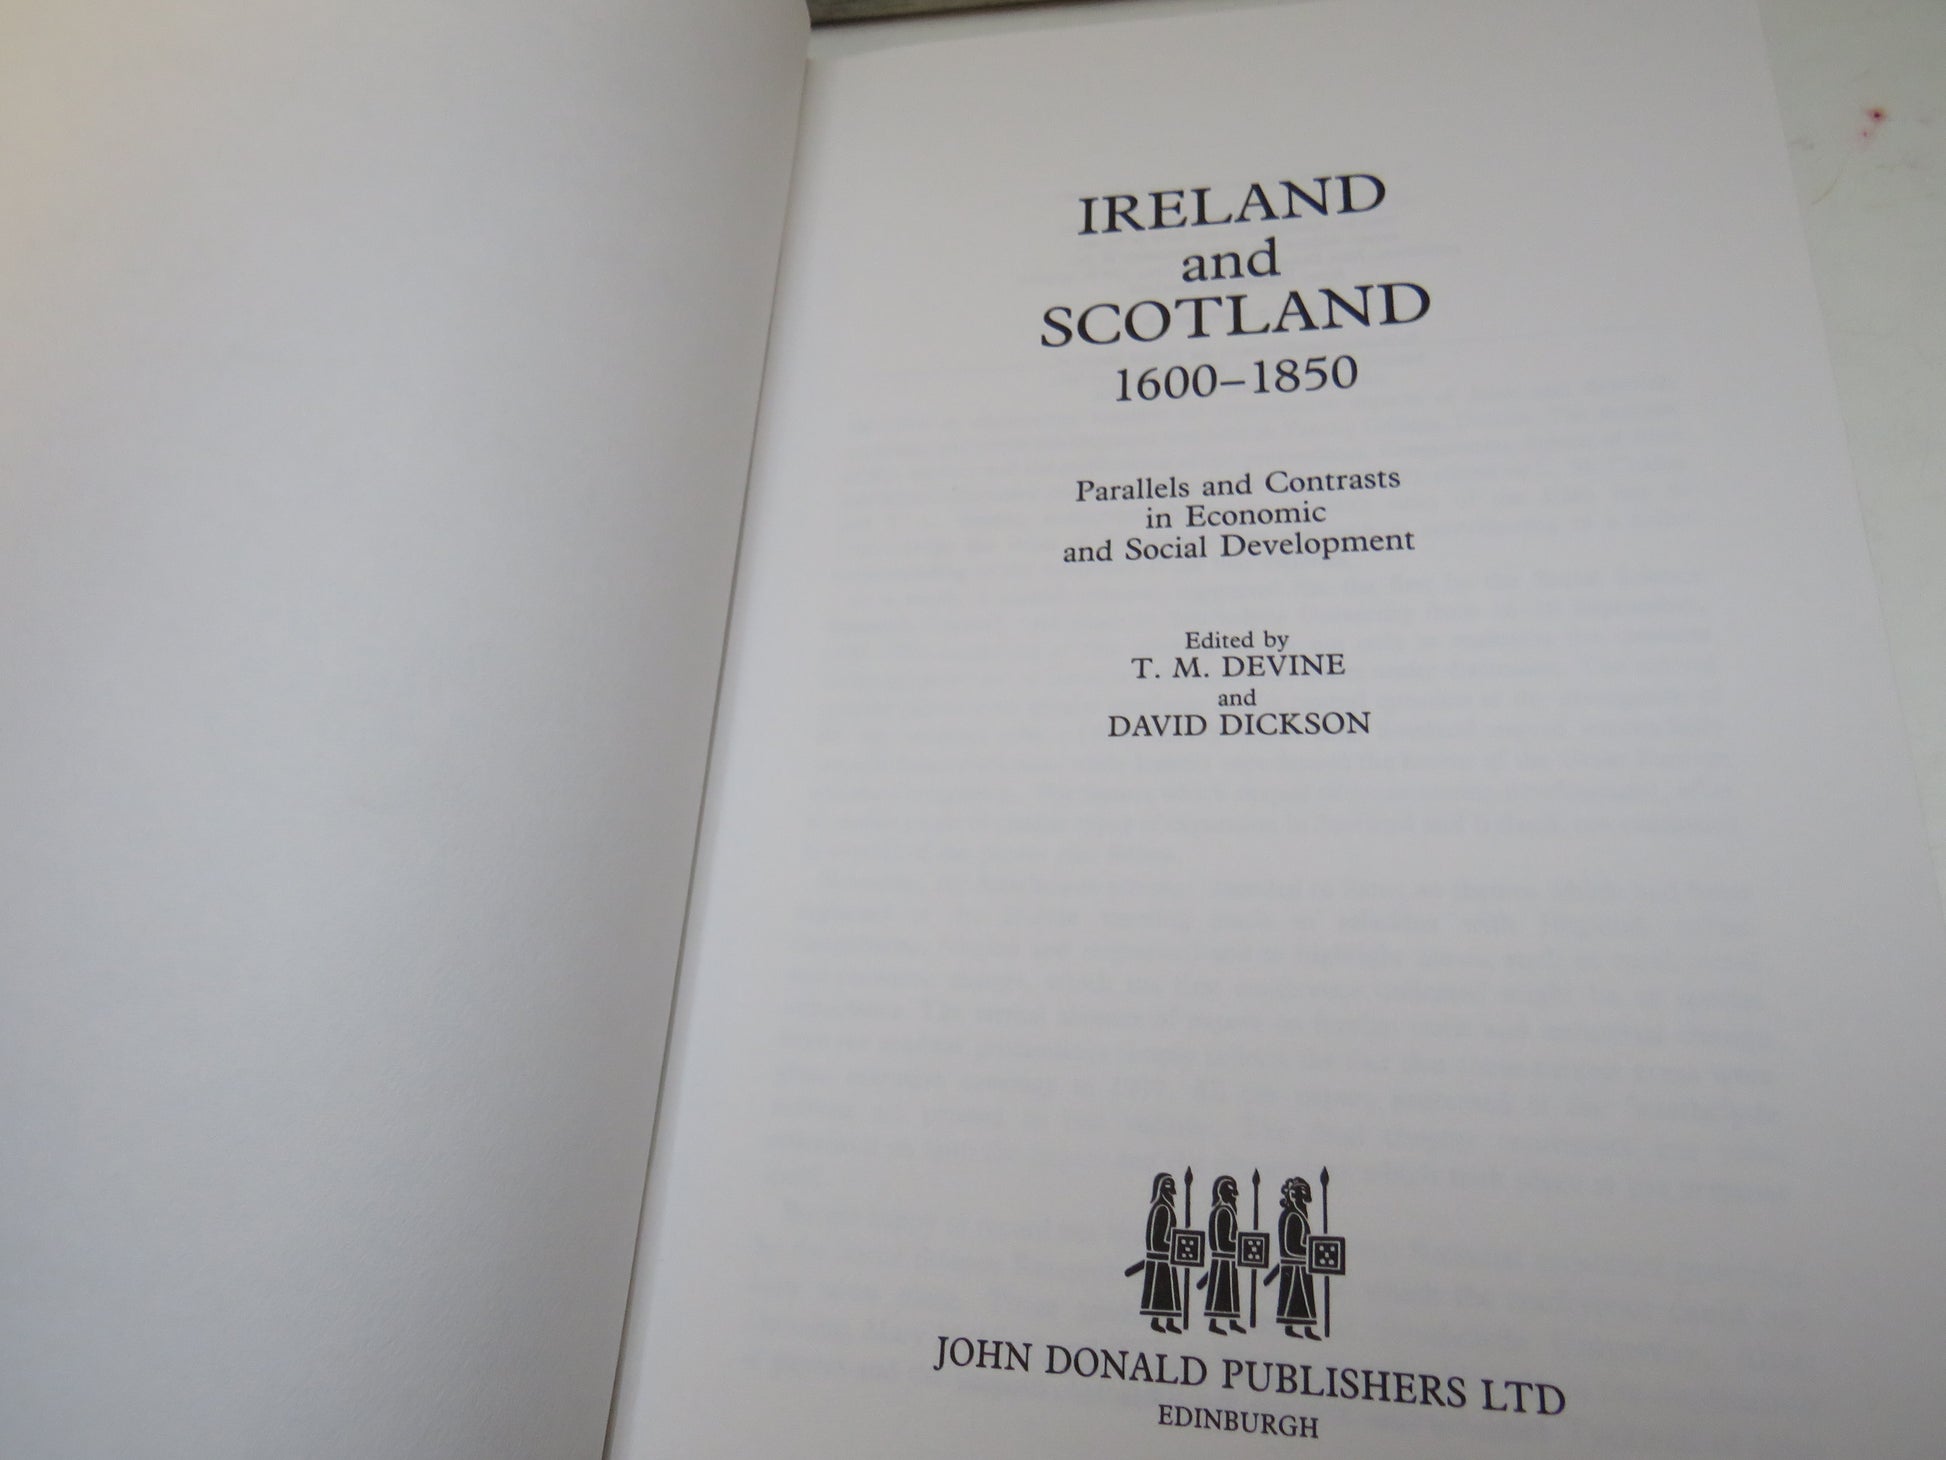 IRELAND
and
SCOTLAND
1600–1850
Parallels and Contrasts
in Economic
and Social Development
Edited by
T. M. DEVINE
and
DAVID DICKSON
JOHN DONALD PUBLISHERS LTD
EDINBURGH